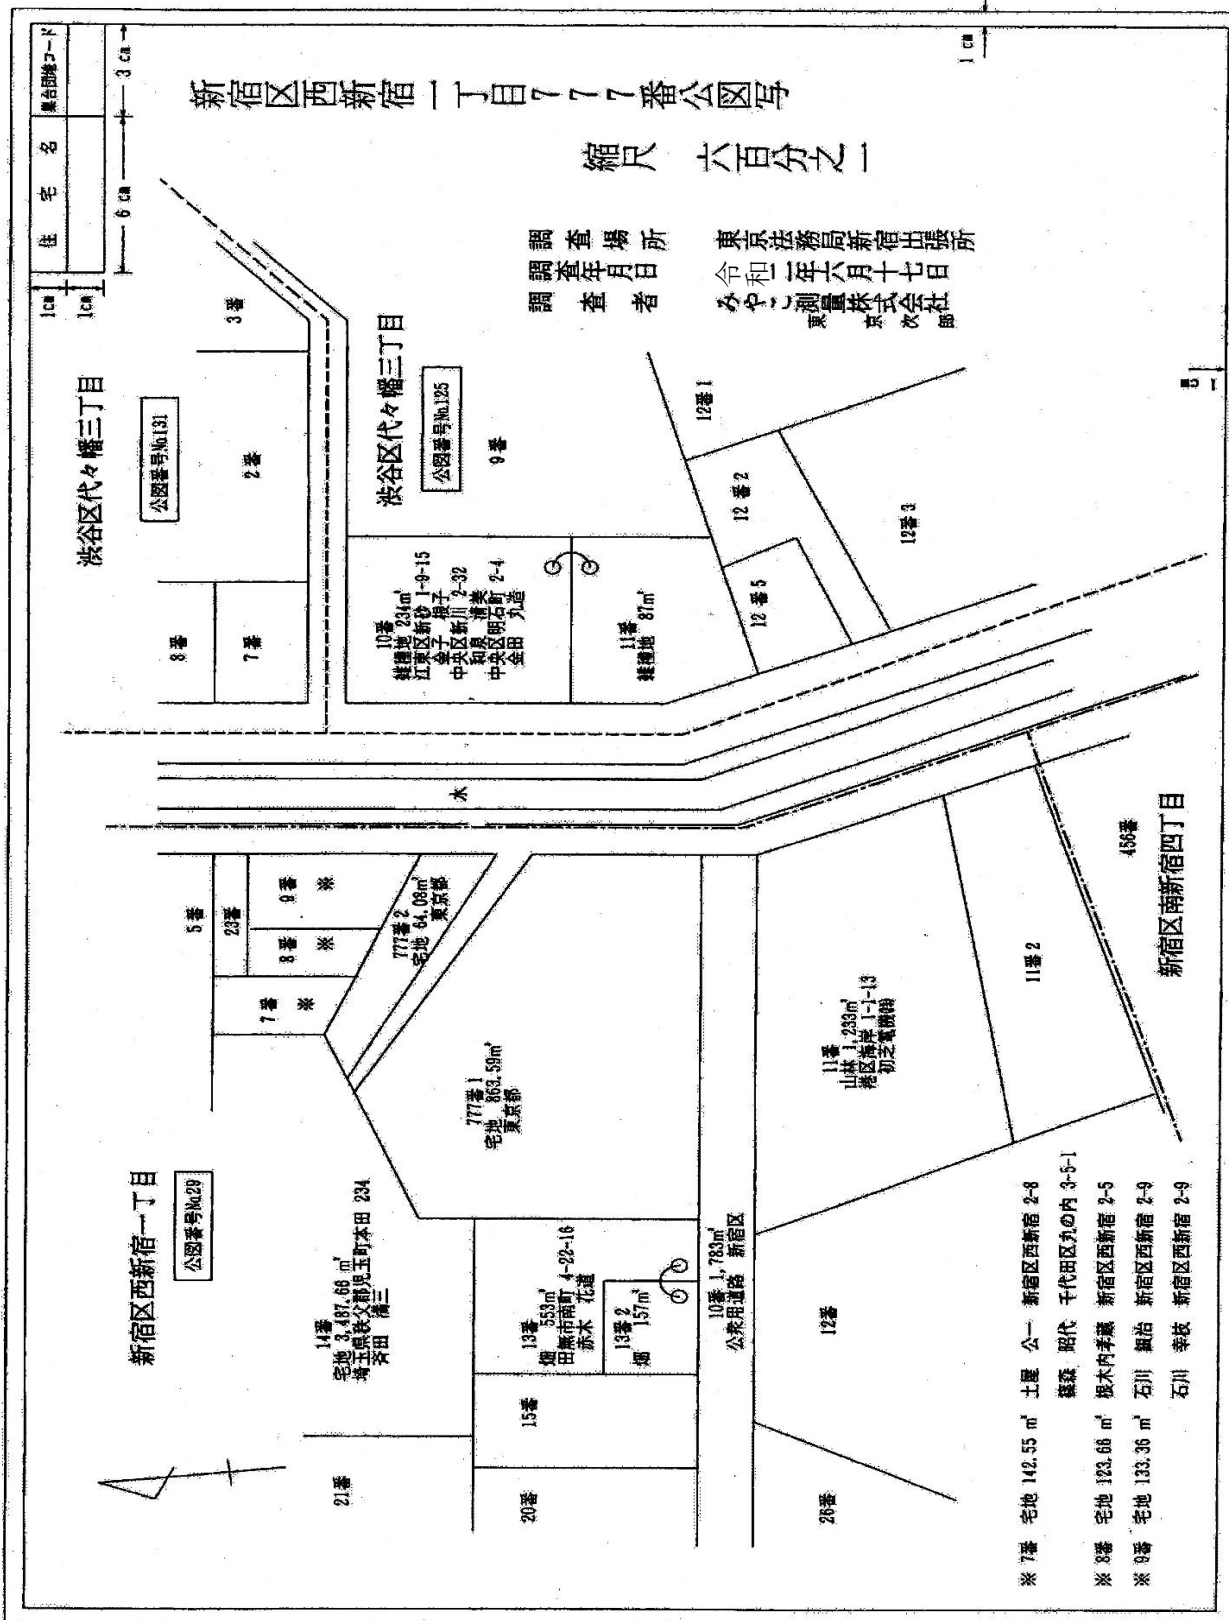 住宅名
集合団地コード
1cm
1cm
6 cm
3 cm
1 cm
新宿区西新宿一丁目777番公図写
縮尺 六百分之一
調査場所 東京法務局新宿出張所
調査年月日 令和二年六月十七日
調査者 みやこ測量株式会社
東京次郎
渋谷区代々幡三丁目
公図番号№131
3番
2番
8番
7番
渋谷区代々幡三丁目
公図番号№125
9番
10番
雑種地 234㎡
江東区新砂 1-9-15
金子 根子
中央区新川 2-32
和泉 清美
中央区明石町 2-4
金田 丸造
11番
雑種地 87㎡
12番1
12番2
12番3
12番5
水
新宿区西新宿一丁目
公図番号№29
5番
23番
9番
※
8番
※
7番
※
777番2
宅地 64.08㎡
東京都
777番1
宅地 863.59㎡
東京都
14番
宅地 3,487.66 ㎡
埼玉県秩父郡児玉町本田 234
斉田 満三
13番
畑 553㎡
田無市南町 4-22-16
赤木 花道
13番2
畑 157㎡
15番
21番
20番
10番 1,783㎡
公衆用道路 新宿区
11番
山林 1,233㎡
港区海岸 1-1-13
初芝電機㈱
11番2
456番
新宿区南新宿四丁目
12番
26番
※ 7番 宅地 142.55 ㎡ 土屋 公一 新宿区西新宿 2-8
篠森 昭代 千代田区丸の内 3-5-1
※ 8番 宅地 123.66 ㎡ 根木内孝蔵 新宿区西新宿 2-5
※ 9番 宅地 133.36 ㎡ 石川 鍛治 新宿区西新宿 2-9
石川 幸枝 新宿区西新宿 2-9